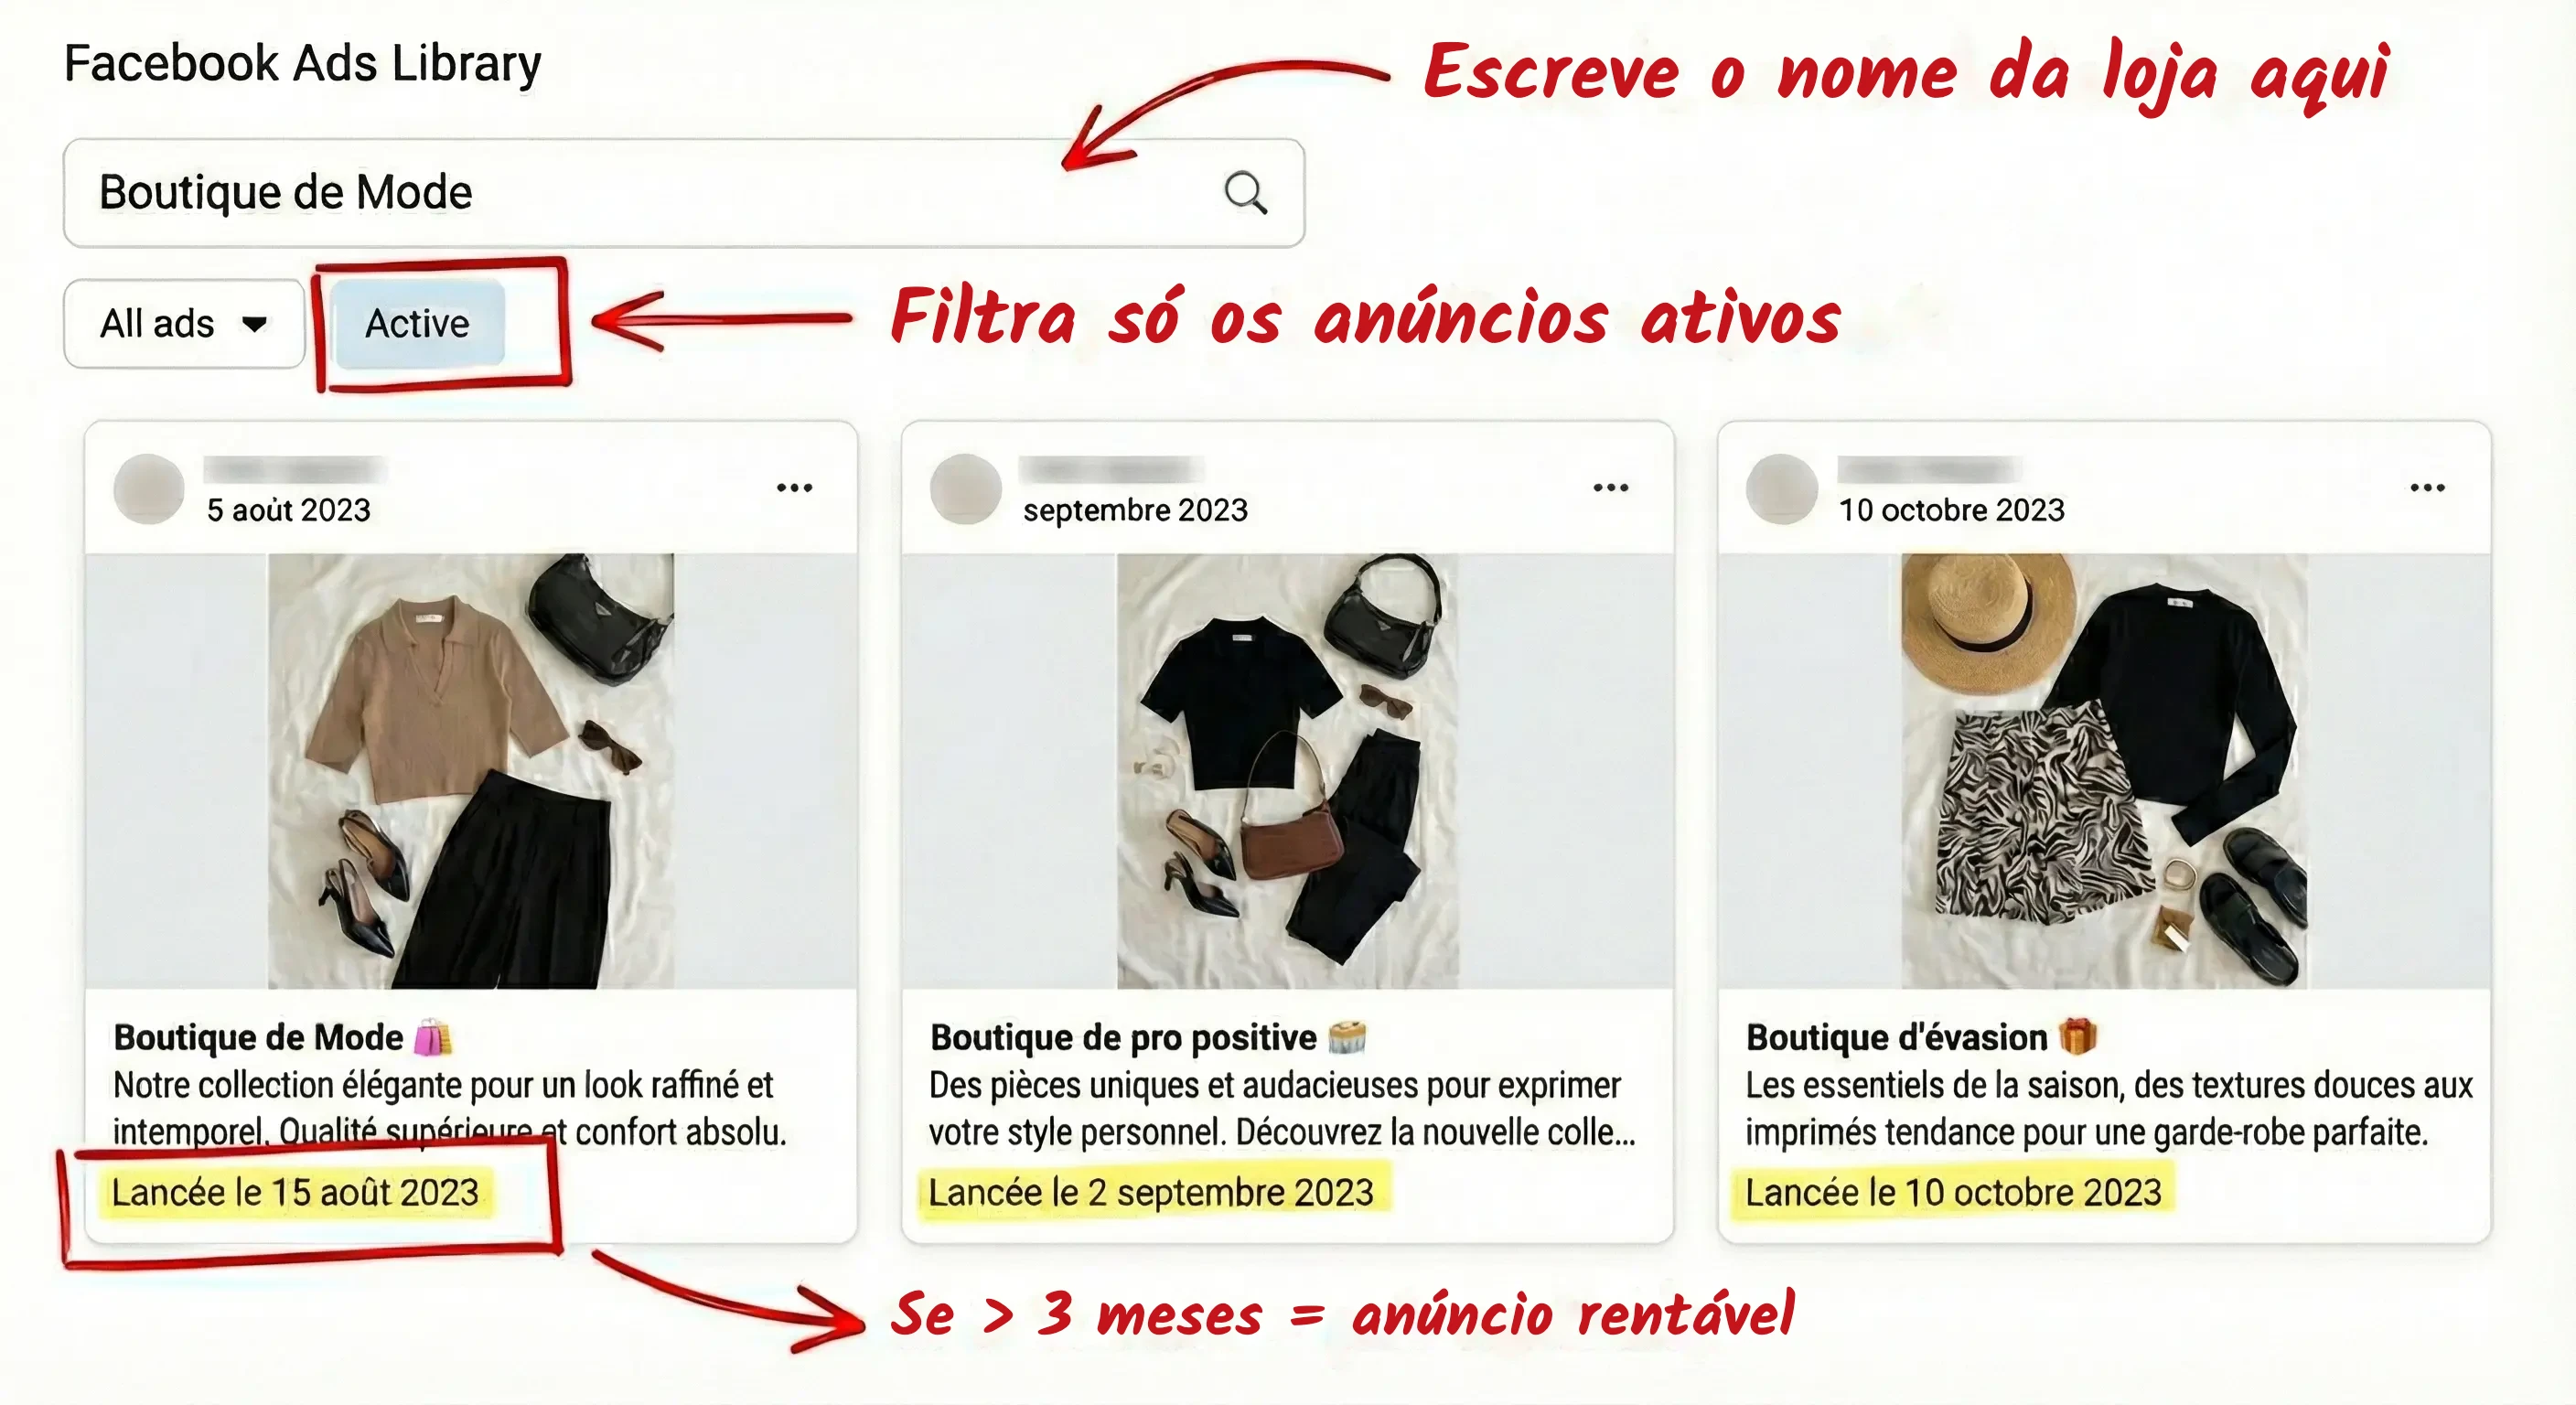 Facebook Ads Library
Escreve o nome da loja aqui
Boutique de Mode
All ads
Active
Filtra só os anúncios ativos
5 août 2023
septembre 2023
10 octobre 2023
Boutique de Mode
Notre collection élégante pour un look raffiné et
intemporel. Qualité supérieure et confort absolu.
Lancée le 15 août 2023
Boutique de pro positive
Des pièces uniques et audacieuses pour exprimer
votre style personnel. Découvrez la nouvelle colle...
Lancée le 2 septembre 2023
Boutique d'évasion
Les essentiels de la saison, des textures douces aux
imprimés tendance pour une garde-robe parfaite.
Lancée le 10 octobre 2023
Se > 3 meses = anúncio rentável